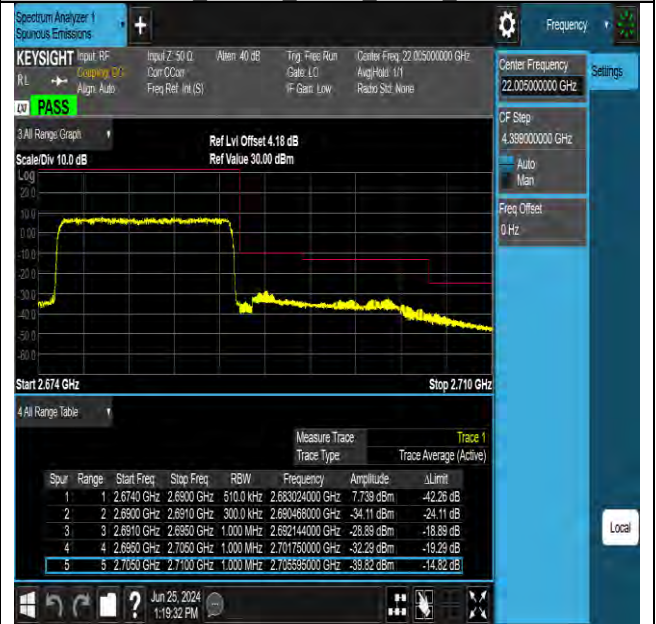 Spectrum Analyzer 1
Spurious Emissions
Frequency
KEYSIGHT Input: RF Input Z: 50 Ω Atten: 40 dB Trig: Free Run Center Freq: 22.005000000 GHz
RL Coupling: DC Corr CCorr Gate: LO Avg|Hold: 1/1
Align: Auto Freq Ref: Int (S) IF Gain: Low Radio Std: None
PASS
Center Frequency
22.005000000 GHz
Settings
CF Step
4.399000000 GHz
Auto
Man
Freq Offset
0 Hz
3 All Range Graph
Ref Lvl Offset 4.18 dB
Scale/Div 10.0 dB Ref Value 30.00 dBm
Log
20.0
10.0
0.00
-10.0
-20.0
-30.0
-40.0
-50.0
-60.0
Start 2.674 GHz Stop 2.710 GHz
4 All Range Table
Measure Trace Trace 1
Trace Type Trace Average (Active)
Spur Range Start Freq Stop Freq RBW Frequency Amplitude ΔLimit
1 1 2.6740 GHz 2.6900 GHz 510.0 kHz 2.683024000 GHz 7.739 dBm -42.26 dB
2 2 2.6900 GHz 2.6910 GHz 300.0 kHz 2.690468000 GHz -34.11 dBm -24.11 dB
3 3 2.6910 GHz 2.6950 GHz 1.000 MHz 2.692144000 GHz -28.89 dBm -18.89 dB
4 4 2.6950 GHz 2.7050 GHz 1.000 MHz 2.701750000 GHz -32.29 dBm -19.29 dB
5 5 2.7050 GHz 2.7100 GHz 1.000 MHz 2.705595000 GHz -39.82 dBm -14.82 dB
Local
Jun 25, 2024
1:19:32 PM